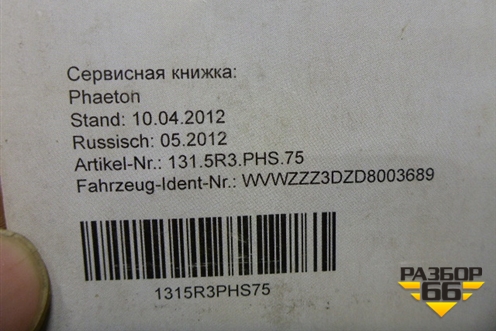 Сервисная книжка:
Phaeton
Stand: 10.04.2012
Russisch: 05.2012
Artikel-Nr.: 131.5R3.PHS.75
Fahrzeug-Ident-Nr.: WVWZZZ3DZD8003689
1315R3PHS75
РАЗБОР
66